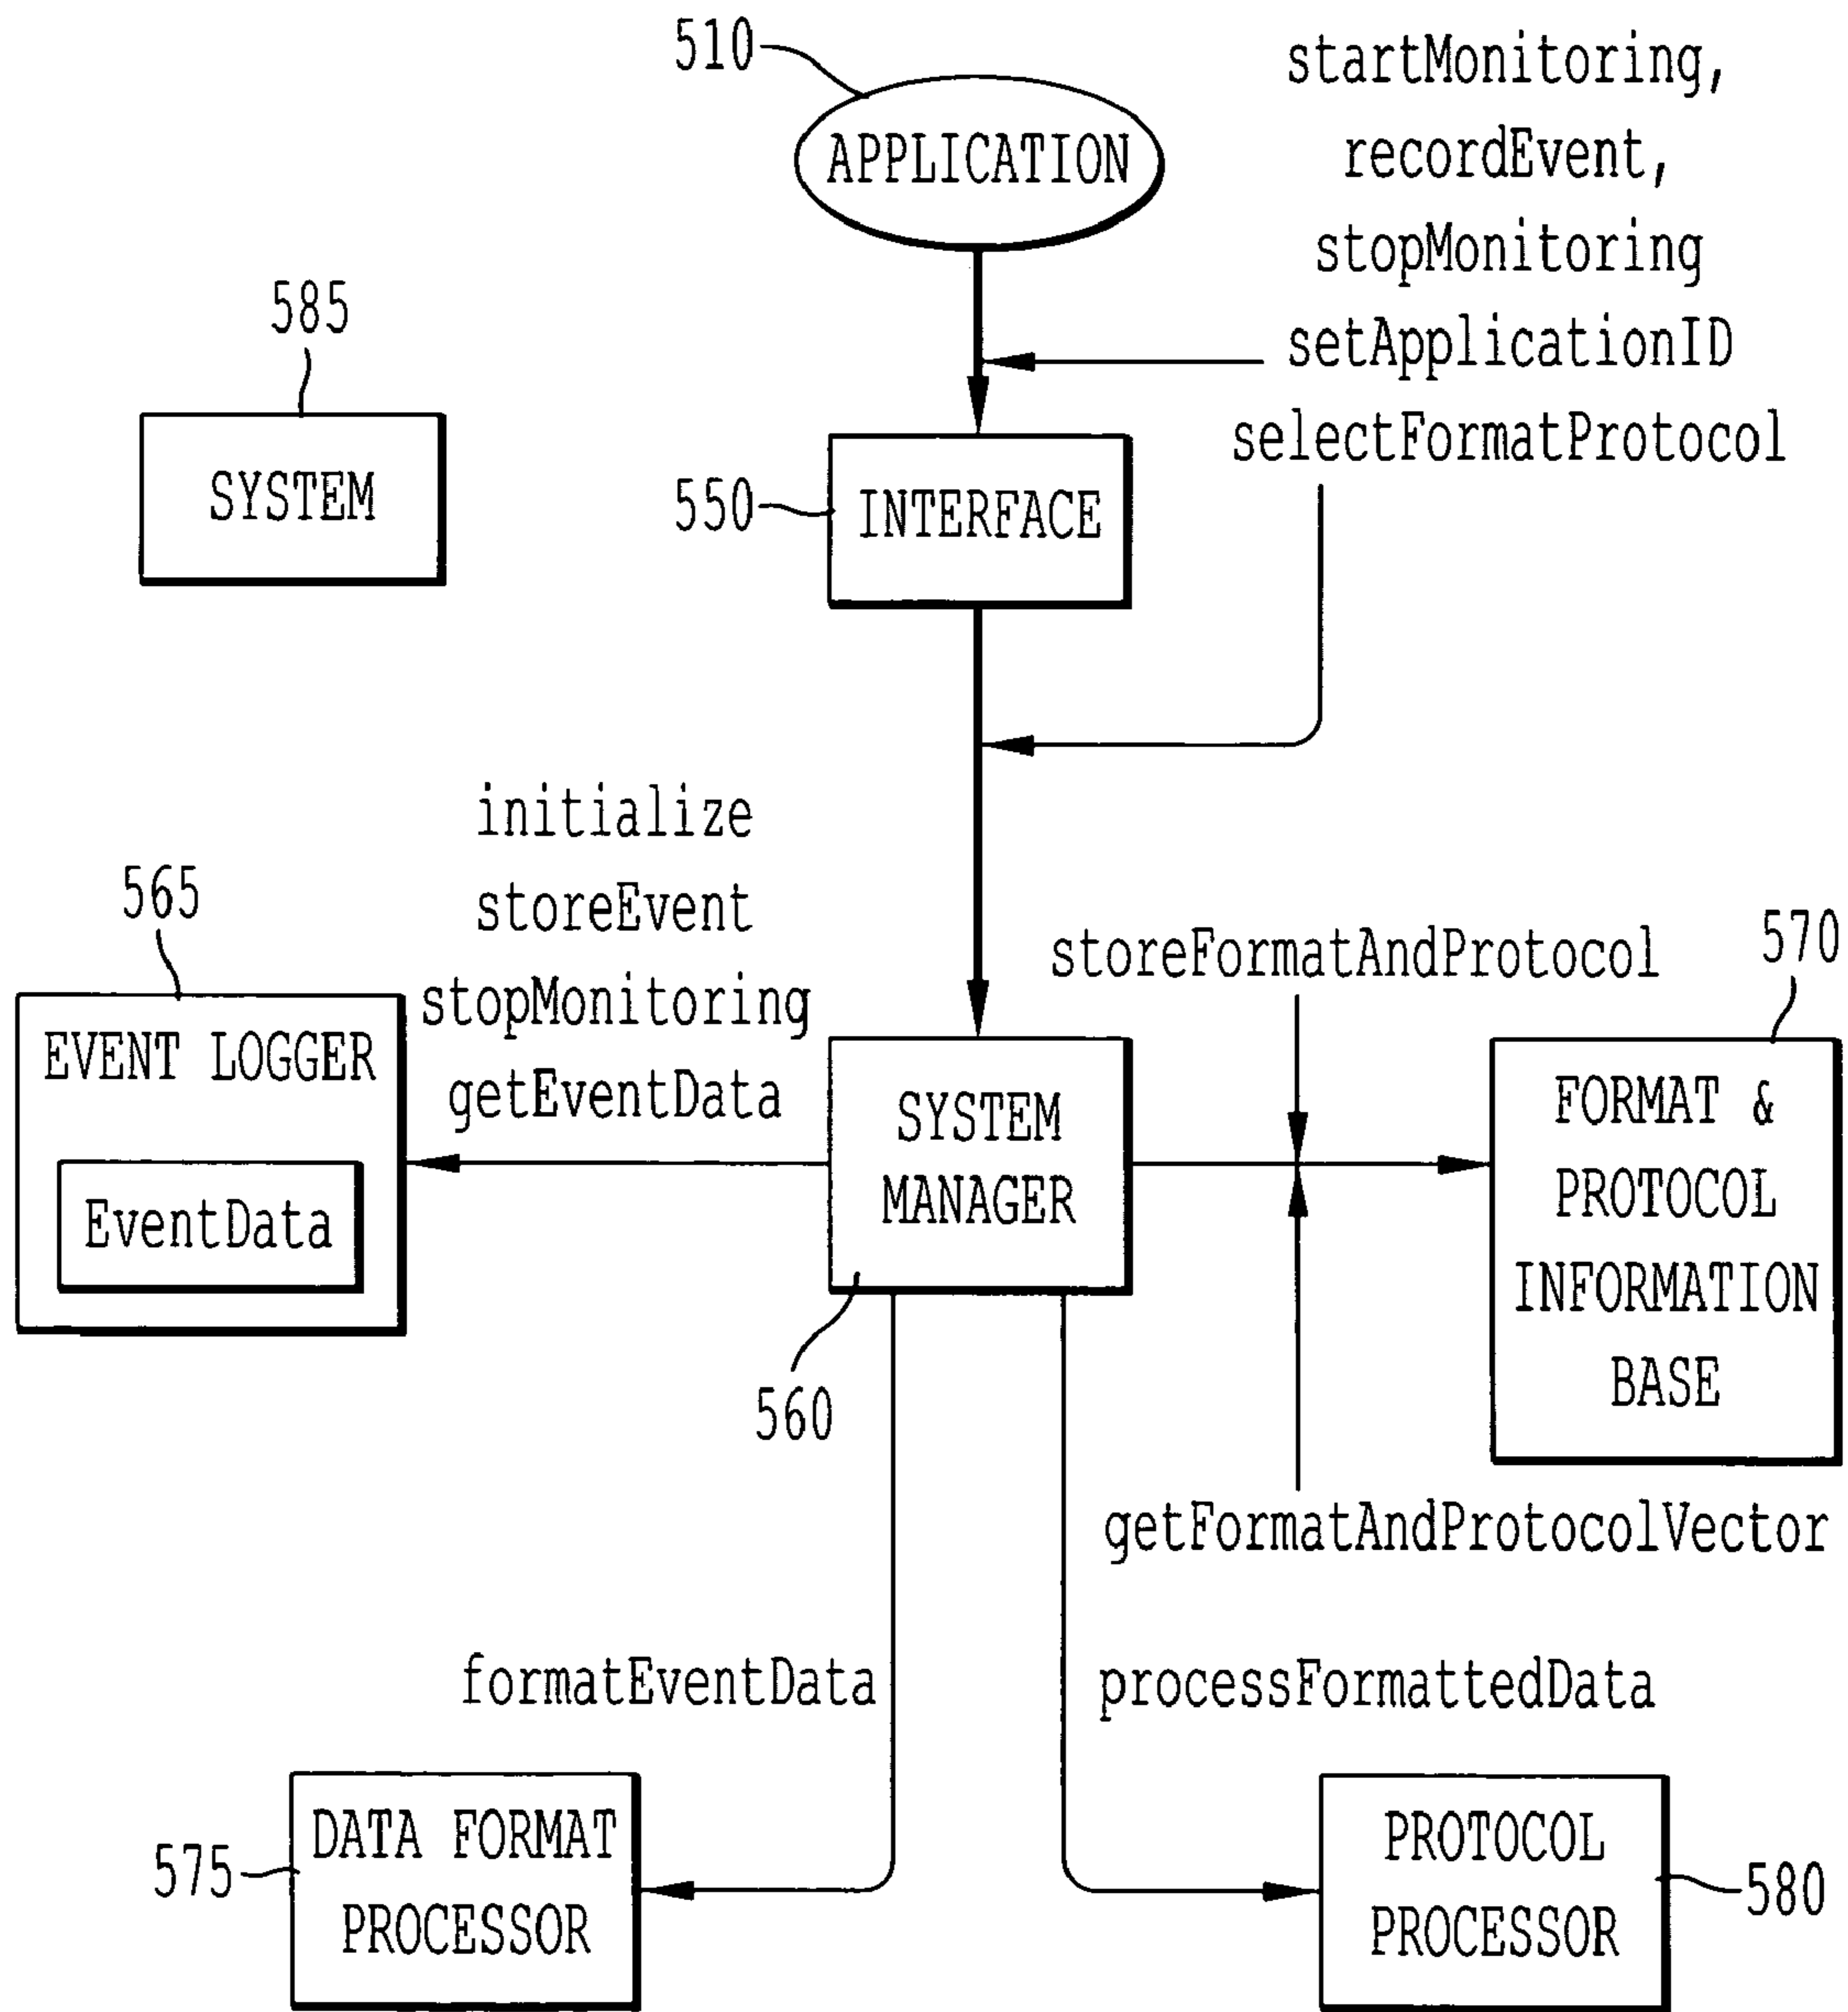 510
APPLICATION
startMonitoring,
recordEvent,
stopMonitoring
setApplicationID
selectFormatProtocol
585
SYSTEM
550
INTERFACE
initialize
storeEvent
stopMonitoring
getEventData
565
EVENT LOGGER
EventData
SYSTEM
MANAGER
560
storeFormatAndProtocol
570
FORMAT &
PROTOCOL
INFORMATION
BASE
getFormatAndProtocolVector
formatEventData
processFormattedData
575
DATA FORMAT
PROCESSOR
PROTOCOL
PROCESSOR
580